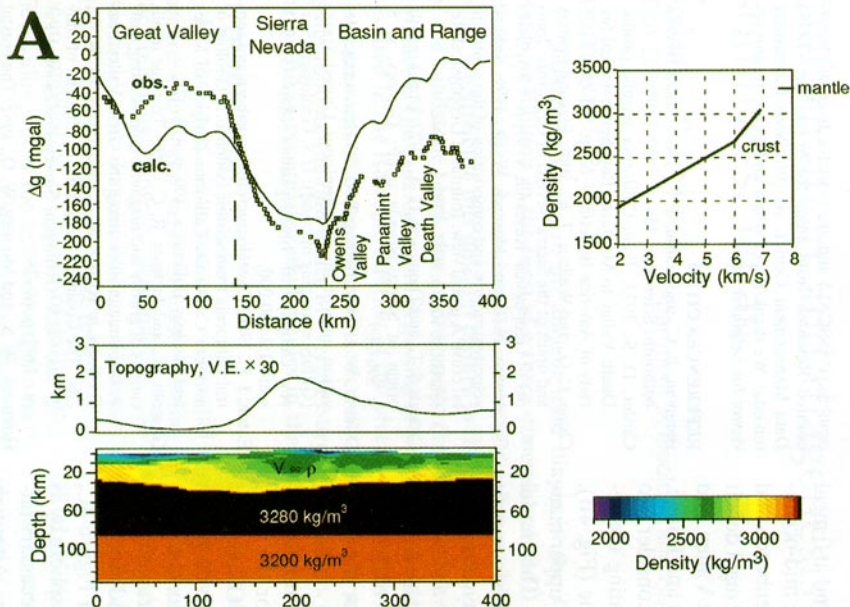 A
Great Valley
Sierra
Nevada
Basin and Range
obs.
calc.
Owens
Valley
Panamint
Valley
Death Valley
Δg (mgal)
40
20
0
-20
-40
-60
-80
-100
-120
-140
-160
-180
-200
-220
-240
0 50 100 150 200 250 300 350 400
Distance (km)
Density (kg/m3)
3500
3000
2500
2000
1500
mantle
crust
2 3 4 5 6 7 8
Velocity (km/s)
Topography, V.E. × 30
km
3
2
1
0
3
2
1
0
V ∝ ρ
3280 kg/m3
3200 kg/m3
Depth (km)
20
60
100
20
60
100
0 100 200 300 400
2000 2500 3000
Density (kg/m3)